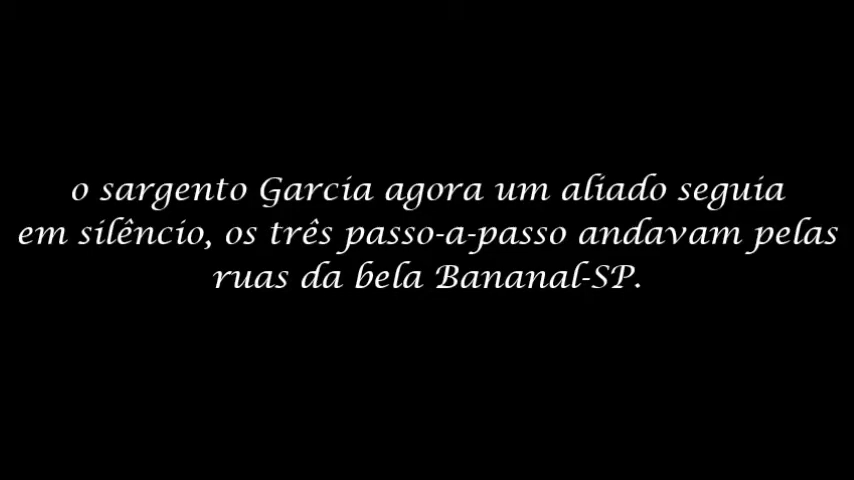 o sargento Garcia agora um aliado seguia
em silêncio, os três passo-a-passo andavam pelas
ruas da bela Bananal-SP.